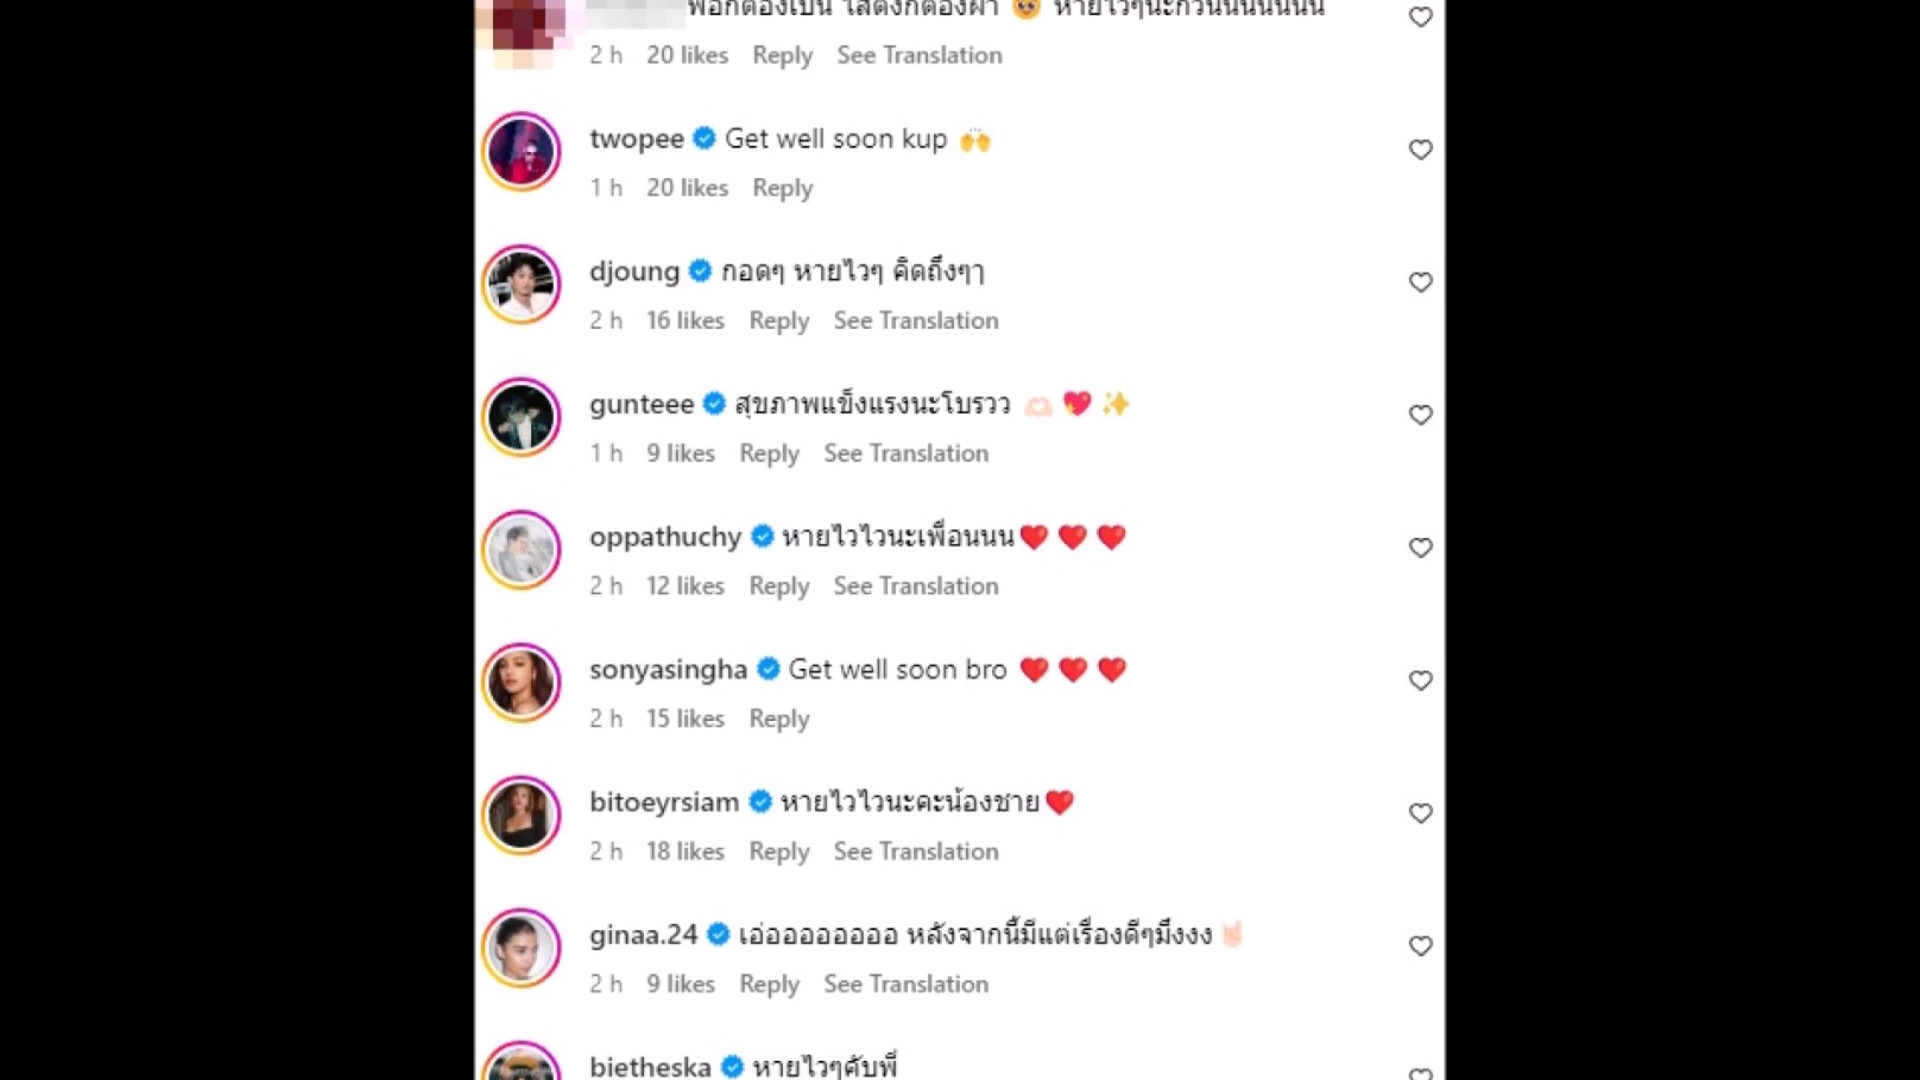 พอก็ต้องเป็น ไส้ติ่งก็ต้องผ่า 🥹 หายไวๆนะก้วนนนนนนน
2 h 20 likes Reply See Translation
twopee Get well soon kup 🙌
1 h 20 likes Reply
djoung กอดๆ หายไวๆ คิดถึงๆๆ
2 h 16 likes Reply See Translation
gunteee สุขภาพแข็งแรงนะโบรวว 🫶🏻 💖 ✨
1 h 9 likes Reply See Translation
oppathuchy หายไวไวนะเพื่อนนน❤️ ❤️ ❤️
2 h 12 likes Reply See Translation
sonyasingha Get well soon bro ❤️ ❤️ ❤️
2 h 15 likes Reply
bitoeyrsiam หายไวไวนะคะน้องชาย❤️
2 h 18 likes Reply See Translation
ginaa.24 เอ่ออออออออ หลังจากนี้มีแต่เรื่องดีๆมึงงง 🤘🏻
2 h 9 likes Reply See Translation
bietheska หายไวๆคับพี่